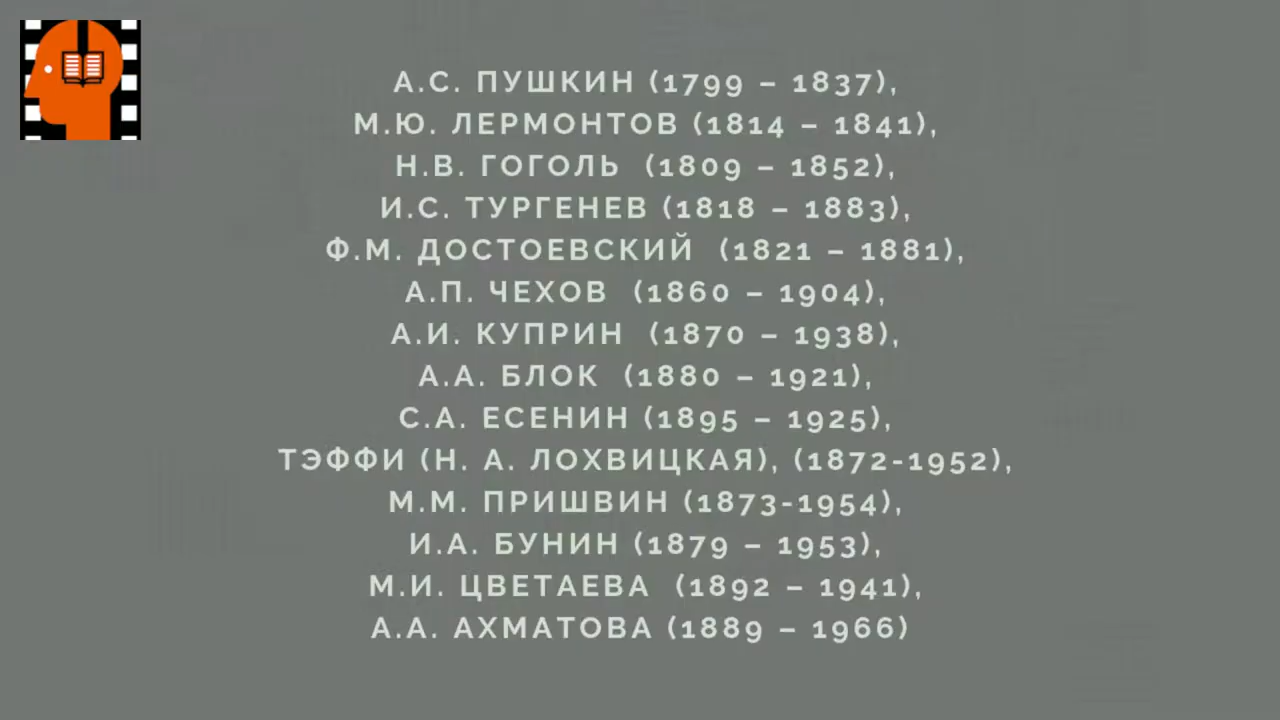 А.С. ПУШКИН (1799 – 1837),
М.Ю. ЛЕРМОНТОВ (1814 – 1841),
Н.В. ГОГОЛЬ (1809 – 1852),
И.С. ТУРГЕНЕВ (1818 – 1883),
Ф.М. ДОСТОЕВСКИЙ (1821 – 1881),
А.П. ЧЕХОВ (1860 – 1904),
А.И. КУПРИН (1870 – 1938),
А.А. БЛОК (1880 – 1921),
С.А. ЕСЕНИН (1895 – 1925),
ТЭФФИ (Н. А. ЛОХВИЦКАЯ), (1872-1952),
М.М. ПРИШВИН (1873-1954),
И.А. БУНИН (1879 – 1953),
М.И. ЦВЕТАЕВА (1892 – 1941),
А.А. АХМАТОВА (1889 – 1966)